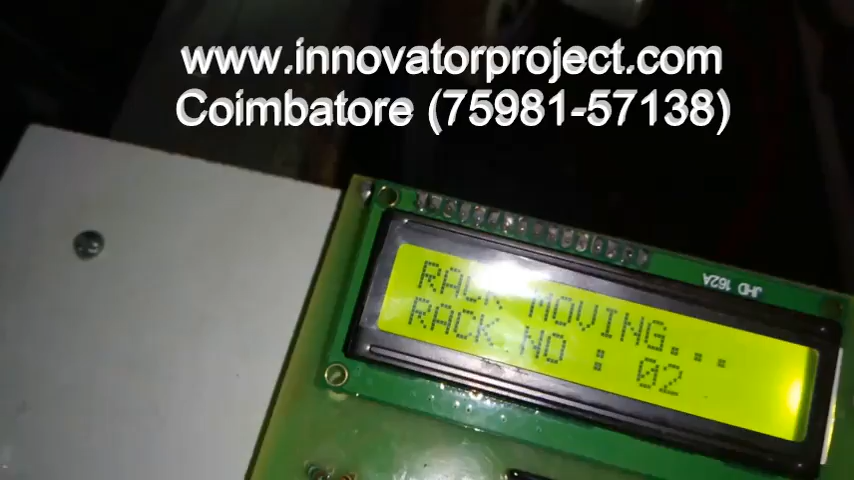 www.innovatorproject.com
Coimbatore (75981-57138)
JHD 162A
RACK MOVING...
RACK NO : 02